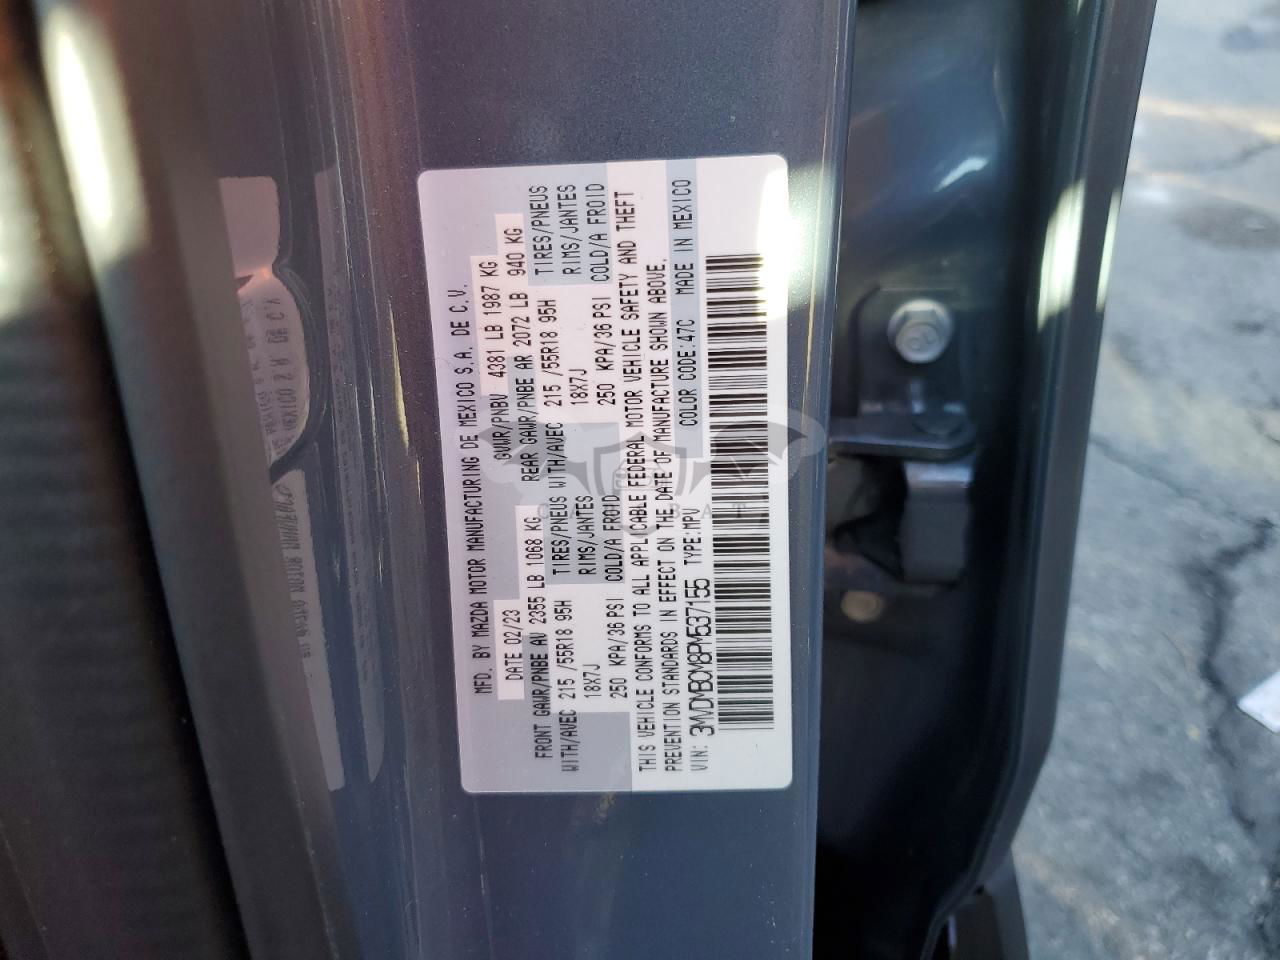 MFD. BY MAZDA MOTOR MANUFACTURING DE MEXICO S.A. DE C.V.
DATE 02/23 GVWR/PNBV 4381 LB 1987 KG
FRONT GAWR/PNBE AV 2355 LB 1068 KG REAR GAWR/PNBE AR 2072 LB 940 KG
WITH/AVEC 215 /55R18 95H TIRES/PNEUS WITH/AVEC 215 /55R18 95H TIRES/PNEUS
18X7J RIMS/JANTES 18X7J RIMS/JANTES
250 KPA/36 PSI COLD/A FROID 250 KPA/36 PSI COLD/A FROID
THIS VEHICLE CONFORMS TO ALL APPLICABLE FEDERAL MOTOR VEHICLE SAFETY AND THEFT
PREVENTION STANDARDS IN EFFECT ON THE DATE OF MANUFACTURE SHOWN ABOVE.
VIN: 3MVDMBCM8PM537155 TYPE:MPV COLOR CODE:47C MADE IN MEXICO